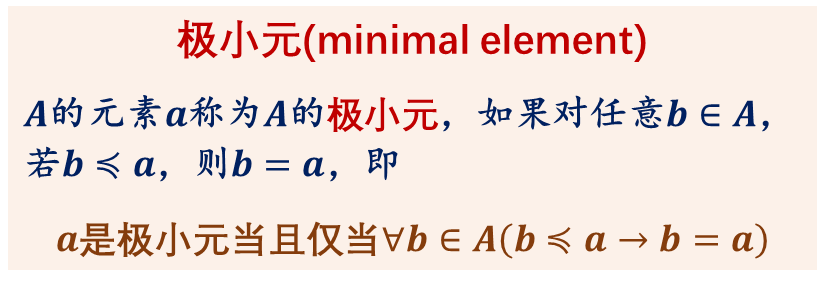 极小元(minimal element)
A的元素a称为A的极小元，如果对任意b ∈ A，
若b ≼ a，则b = a，即
a是极小元当且仅当∀b ∈ A(b ≼ a → b = a)